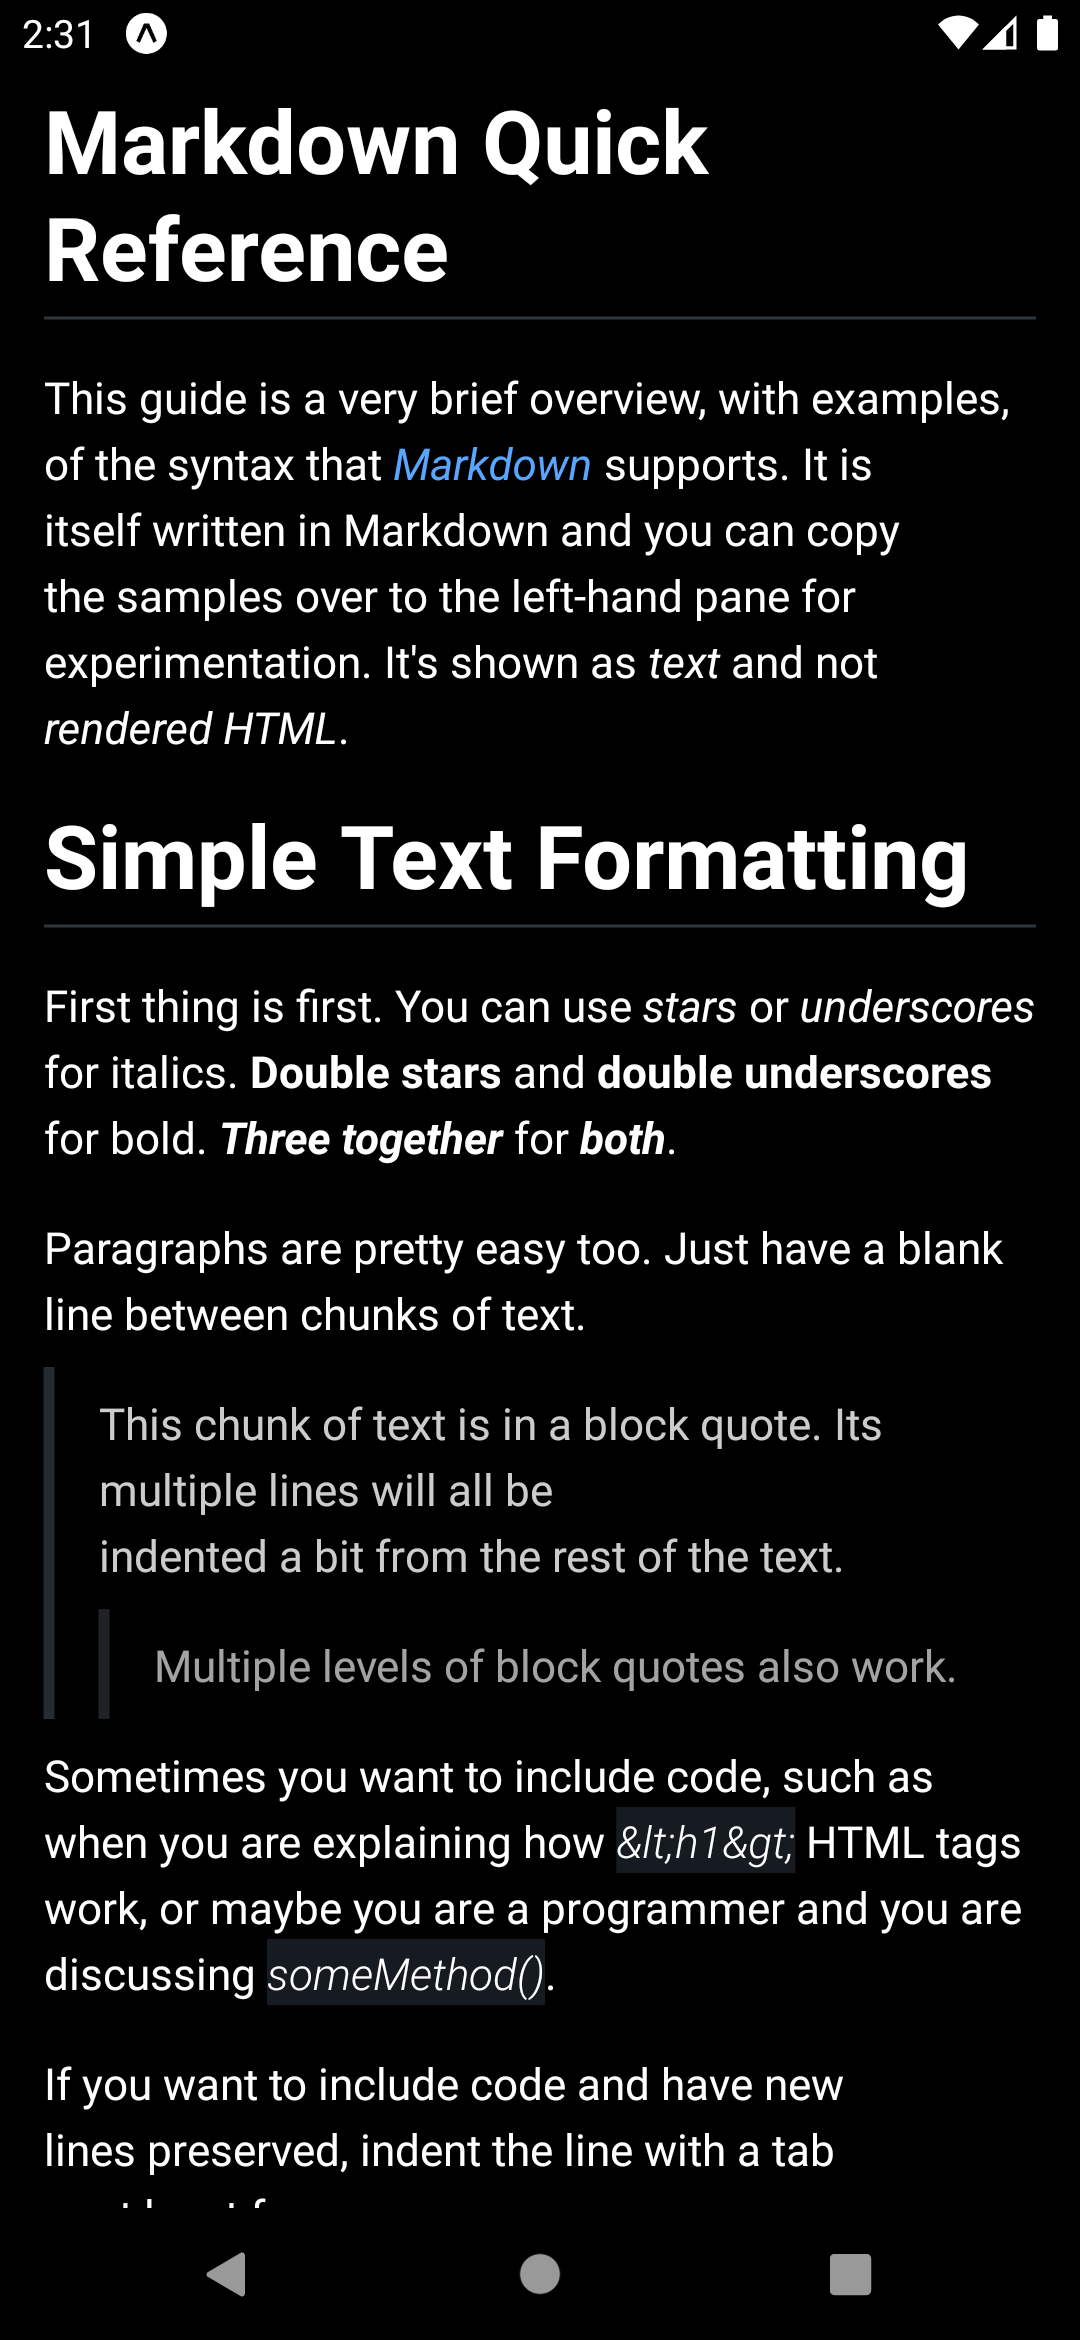 2:31
Markdown Quick
Reference
This guide is a very brief overview, with examples,
of the syntax that Markdown supports. It is
itself written in Markdown and you can copy
the samples over to the left-hand pane for
experimentation. It's shown as text and not
rendered HTML.
Simple Text Formatting
First thing is first. You can use stars or underscores
for italics. Double stars and double underscores
for bold. Three together for both.
Paragraphs are pretty easy too. Just have a blank
line between chunks of text.
This chunk of text is in a block quote. Its
multiple lines will all be
indented a bit from the rest of the text.
Multiple levels of block quotes also work.
Sometimes you want to include code, such as
when you are explaining how &lt;h1&gt; HTML tags
work, or maybe you are a programmer and you are
discussing someMethod().
If you want to include code and have new
lines preserved, indent the line with a tab